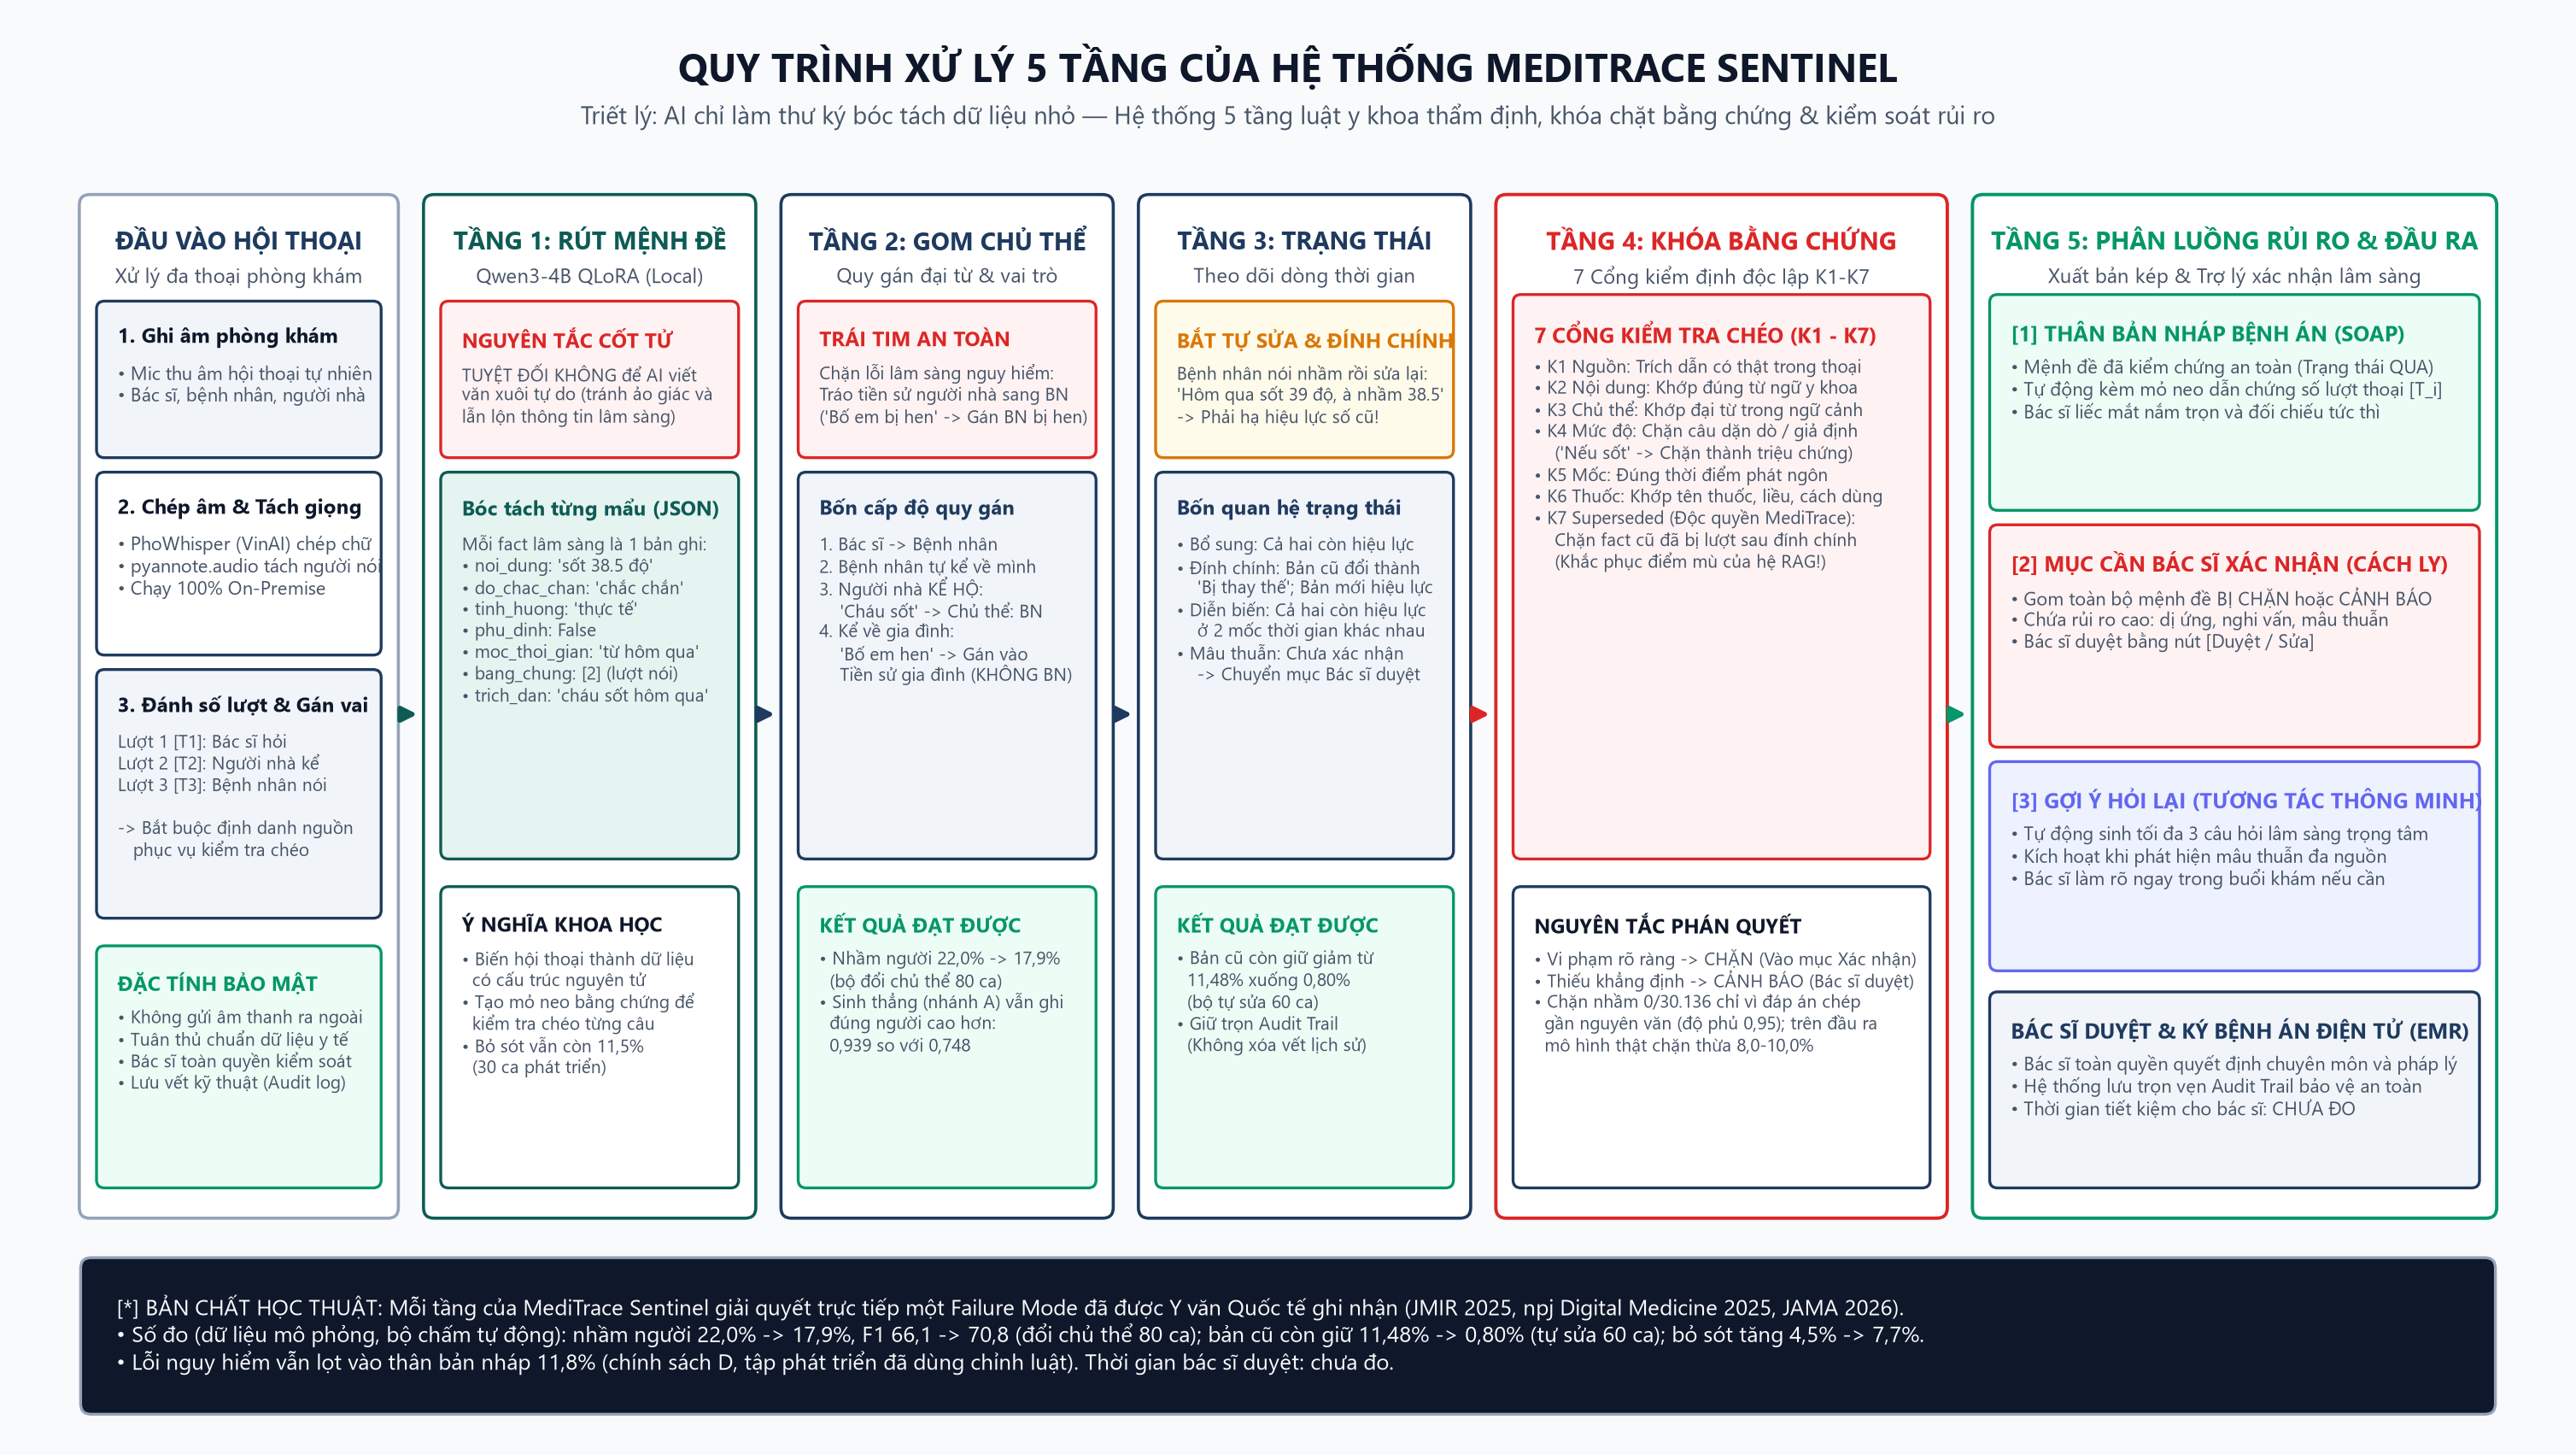 QUY TRÌNH XỬ LÝ 5 TẦNG CỦA HỆ THỐNG MEDITRACE SENTINEL
Triết lý: AI chỉ làm thư ký bóc tách dữ liệu nhỏ — Hệ thống 5 tầng luật y khoa thẩm định, khóa chặt bằng chứng & kiểm soát rủi ro
ĐẦU VÀO HỘI THOẠI
Xử lý đa thoại phòng khám
1. Ghi âm phòng khám
• Mic thu âm hội thoại tự nhiên
• Bác sĩ, bệnh nhân, người nhà
2. Chép âm & Tách giọng
• PhoWhisper (VinAI) chép chữ
• pyannote.audio tách người nói
• Chạy 100% On-Premise
3. Đánh số lượt & Gán vai
Lượt 1 [T1]: Bác sĩ hỏi
Lượt 2 [T2]: Người nhà kể
Lượt 3 [T3]: Bệnh nhân nói
-> Bắt buộc định danh nguồn
phục vụ kiểm tra chéo
ĐẶC TÍNH BẢO MẬT
• Không gửi âm thanh ra ngoài
• Tuân thủ chuẩn dữ liệu y tế
• Bác sĩ toàn quyền kiểm soát
• Lưu vết kỹ thuật (Audit log)
TẦNG 1: RÚT MỆNH ĐỀ
Qwen3-4B QLoRA (Local)
NGUYÊN TẮC CỐT TỬ
TUYỆT ĐỐI KHÔNG để AI viết
văn xuôi tự do (tránh ảo giác và
lẫn lộn thông tin lâm sàng)
Bóc tách từng mẩu (JSON)
Mỗi fact lâm sàng là 1 bản ghi:
• noi_dung: 'sốt 38.5 độ'
• do_chac_chan: 'chắc chắn'
• tinh_huong: 'thực tế'
• phu_dinh: False
• moc_thoi_gian: 'từ hôm qua'
• bang_chung: [2] (lượt nói)
• trich_dan: 'cháu sốt hôm qua'
Ý NGHĨA KHOA HỌC
• Biến hội thoại thành dữ liệu
có cấu trúc nguyên tử
• Tạo mỏ neo bằng chứng để
kiểm tra chéo từng câu
• Bỏ sót vẫn còn 11,5%
(30 ca phát triển)
TẦNG 2: GOM CHỦ THỂ
Quy gán đại từ & vai trò
TRÁI TIM AN TOÀN
Chặn lỗi lâm sàng nguy hiểm:
Tráo tiền sử người nhà sang BN
('Bố em bị hen' -> Gán BN bị hen)
Bốn cấp độ quy gán
1. Bác sĩ -> Bệnh nhân
2. Bệnh nhân tự kể về mình
3. Người nhà KỂ HỘ:
'Cháu sốt' -> Chủ thể: BN
4. Kể về gia đình:
'Bố em hen' -> Gán vào
Tiền sử gia đình (KHÔNG BN)
KẾT QUẢ ĐẠT ĐƯỢC
• Nhầm người 22,0% -> 17,9%
(bộ đổi chủ thể 80 ca)
• Sinh thẳng (nhánh A) vẫn ghi
đúng người cao hơn:
0,939 so với 0,748
TẦNG 3: TRẠNG THÁI
Theo dõi dòng thời gian
BẮT TỰ SỬA & ĐÍNH CHÍNH
Bệnh nhân nói nhầm rồi sửa lại:
'Hôm qua sốt 39 độ, à nhầm 38.5'
-> Phải hạ hiệu lực số cũ!
Bốn quan hệ trạng thái
• Bổ sung: Cả hai còn hiệu lực
• Đính chính: Bản cũ đổi thành
'Bị thay thế'; Bản mới hiệu lực
• Diễn biến: Cả hai còn hiệu lực
ở 2 mốc thời gian khác nhau
• Mâu thuẫn: Chưa xác nhận
-> Chuyển mục Bác sĩ duyệt
KẾT QUẢ ĐẠT ĐƯỢC
• Bản cũ còn giữ giảm từ
11,48% xuống 0,80%
(bộ tự sửa 60 ca)
• Giữ trọn Audit Trail
(Không xóa vết lịch sử)
TẦNG 4: KHÓA BẰNG CHỨNG
7 Cổng kiểm định độc lập K1-K7
7 CỔNG KIỂM TRA CHÉO (K1 - K7)
• K1 Nguồn: Trích dẫn có thật trong thoại
• K2 Nội dung: Khớp đúng từ ngữ y khoa
• K3 Chủ thể: Khớp đại từ trong ngữ cảnh
• K4 Mức độ: Chặn câu dặn dò / giả định
('Nếu sốt' -> Chặn thành triệu chứng)
• K5 Mốc: Đúng thời điểm phát ngôn
• K6 Thuốc: Khớp tên thuốc, liều, cách dùng
• K7 Superseded (Độc quyền MediTrace):
Chặn fact cũ đã bị lượt sau đính chính
(Khắc phục điểm mù của hệ RAG!)
NGUYÊN TẮC PHÁN QUYẾT
• Vi phạm rõ ràng -> CHẶN (Vào mục Xác nhận)
• Thiếu khẳng định -> CẢNH BÁO (Bác sĩ duyệt)
• Chặn nhầm 0/30.136 chỉ vì đáp án chép
gần nguyên văn (độ phủ 0,95); trên đầu ra
mô hình thật chặn thừa 8,0-10,0%
TẦNG 5: PHÂN LUỒNG RỦI RO & ĐẦU RA
Xuất bản kép & Trợ lý xác nhận lâm sàng
[1] THÂN BẢN NHÁP BỆNH ÁN (SOAP)
• Mệnh đề đã kiểm chứng an toàn (Trạng thái QUA)
• Tự động kèm mỏ neo dẫn chứng số lượt thoại [T_i]
• Bác sĩ liếc mắt nắm trọn và đối chiếu tức thì
[2] MỤC CẦN BÁC SĨ XÁC NHẬN (CÁCH LY)
• Gom toàn bộ mệnh đề BỊ CHẶN hoặc CẢNH BÁO
• Chứa rủi ro cao: dị ứng, nghi vấn, mâu thuẫn
• Bác sĩ duyệt bằng nút [Duyệt / Sửa]
[3] GỢI Ý HỎI LẠI (TƯƠNG TÁC THÔNG MINH)
• Tự động sinh tối đa 3 câu hỏi lâm sàng trọng tâm
• Kích hoạt khi phát hiện mâu thuẫn đa nguồn
• Bác sĩ làm rõ ngay trong buổi khám nếu cần
BÁC SĨ DUYỆT & KÝ BỆNH ÁN ĐIỆN TỬ (EMR)
• Bác sĩ toàn quyền quyết định chuyên môn và pháp lý
• Hệ thống lưu trọn vẹn Audit Trail bảo vệ an toàn
• Thời gian tiết kiệm cho bác sĩ: CHƯA ĐO
[*] BẢN CHẤT HỌC THUẬT: Mỗi tầng của MediTrace Sentinel giải quyết trực tiếp một Failure Mode đã được Y văn Quốc tế ghi nhận (JMIR 2025, npj Digital Medicine 2025, JAMA 2026).
• Số đo (dữ liệu mô phỏng, bộ chấm tự động): nhầm người 22,0% -> 17,9%, F1 66,1 -> 70,8 (đổi chủ thể 80 ca); bản cũ còn giữ 11,48% -> 0,80% (tự sửa 60 ca); bỏ sót tăng 4,5% -> 7,7%.
• Lỗi nguy hiểm vẫn lọt vào thân bản nháp 11,8% (chính sách D, tập phát triển đã dùng chỉnh luật). Thời gian bác sĩ duyệt: chưa đo.